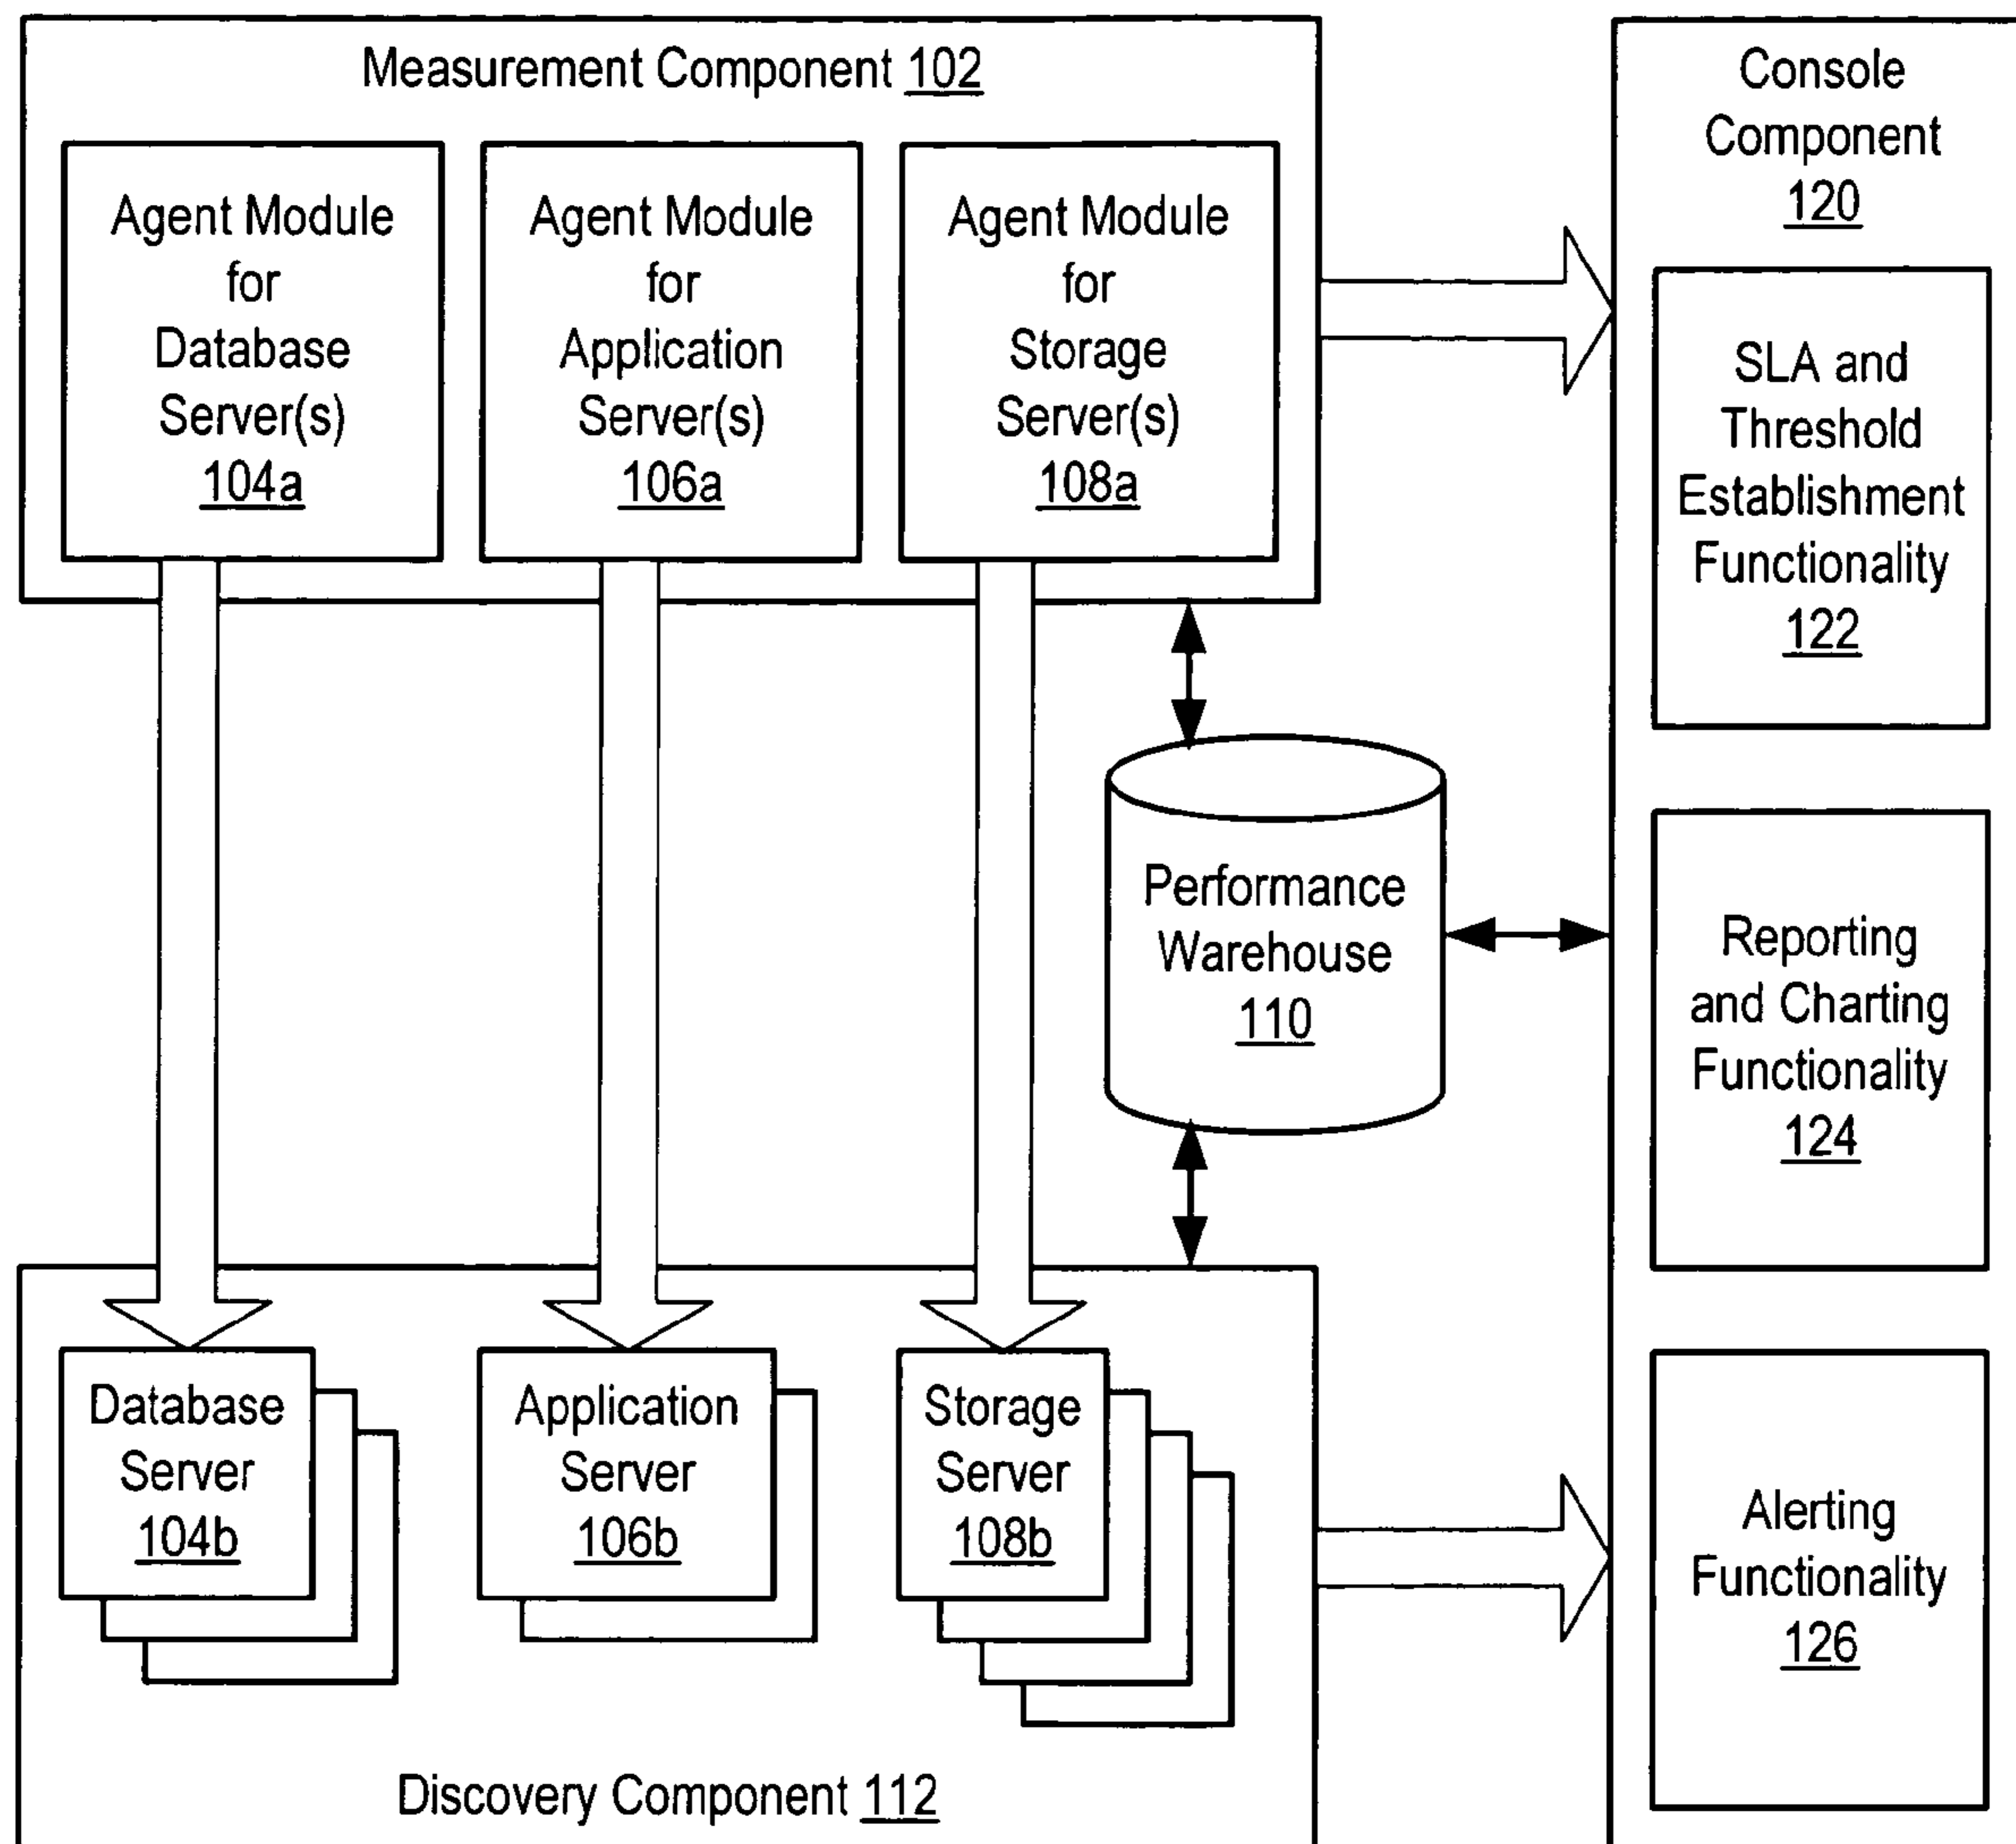 Measurement Component 102
Agent Module
for
Database
Server(s)
104a
Agent Module
for
Application
Server(s)
106a
Agent Module
for
Storage
Server(s)
108a
Console
Component
120
SLA and
Threshold
Establishment
Functionality
122
Performance
Warehouse
110
Reporting
and Charting
Functionality
124
Database
Server
104b
Application
Server
106b
Storage
Server
108b
Alerting
Functionality
126
Discovery Component 112